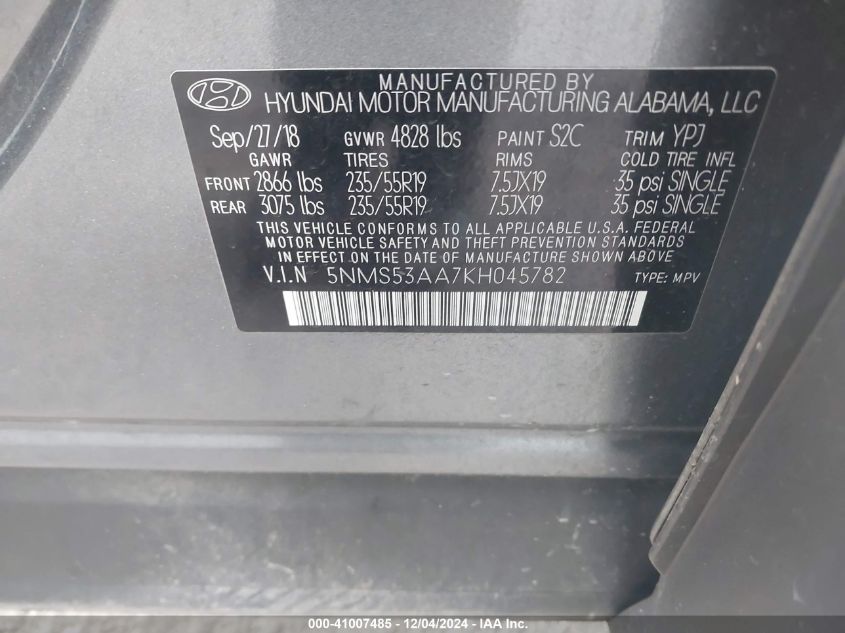 MANUFACTURED BY
HYUNDAI MOTOR MANUFACTURING ALABAMA, LLC
Sep/27/18 GVWR 4828 lbs PAINT S2C TRIM YPJ
GAWR TIRES RIMS COLD TIRE INFL
FRONT 2866 lbs 235/55R19 7.5JX19 35 psi SINGLE
REAR 3075 lbs 235/55R19 7.5JX19 35 psi SINGLE
THIS VEHICLE CONFORMS TO ALL APPLICABLE U.S.A. FEDERAL
MOTOR VEHICLE SAFETY AND THEFT PREVENTION STANDARDS
IN EFFECT ON THE DATE OF MANUFACTURE SHOWN ABOVE
V.I.N 5NMS53AA7KH045782 TYPE: MPV
000-41007485 - 12/04/2024 - IAA Inc.